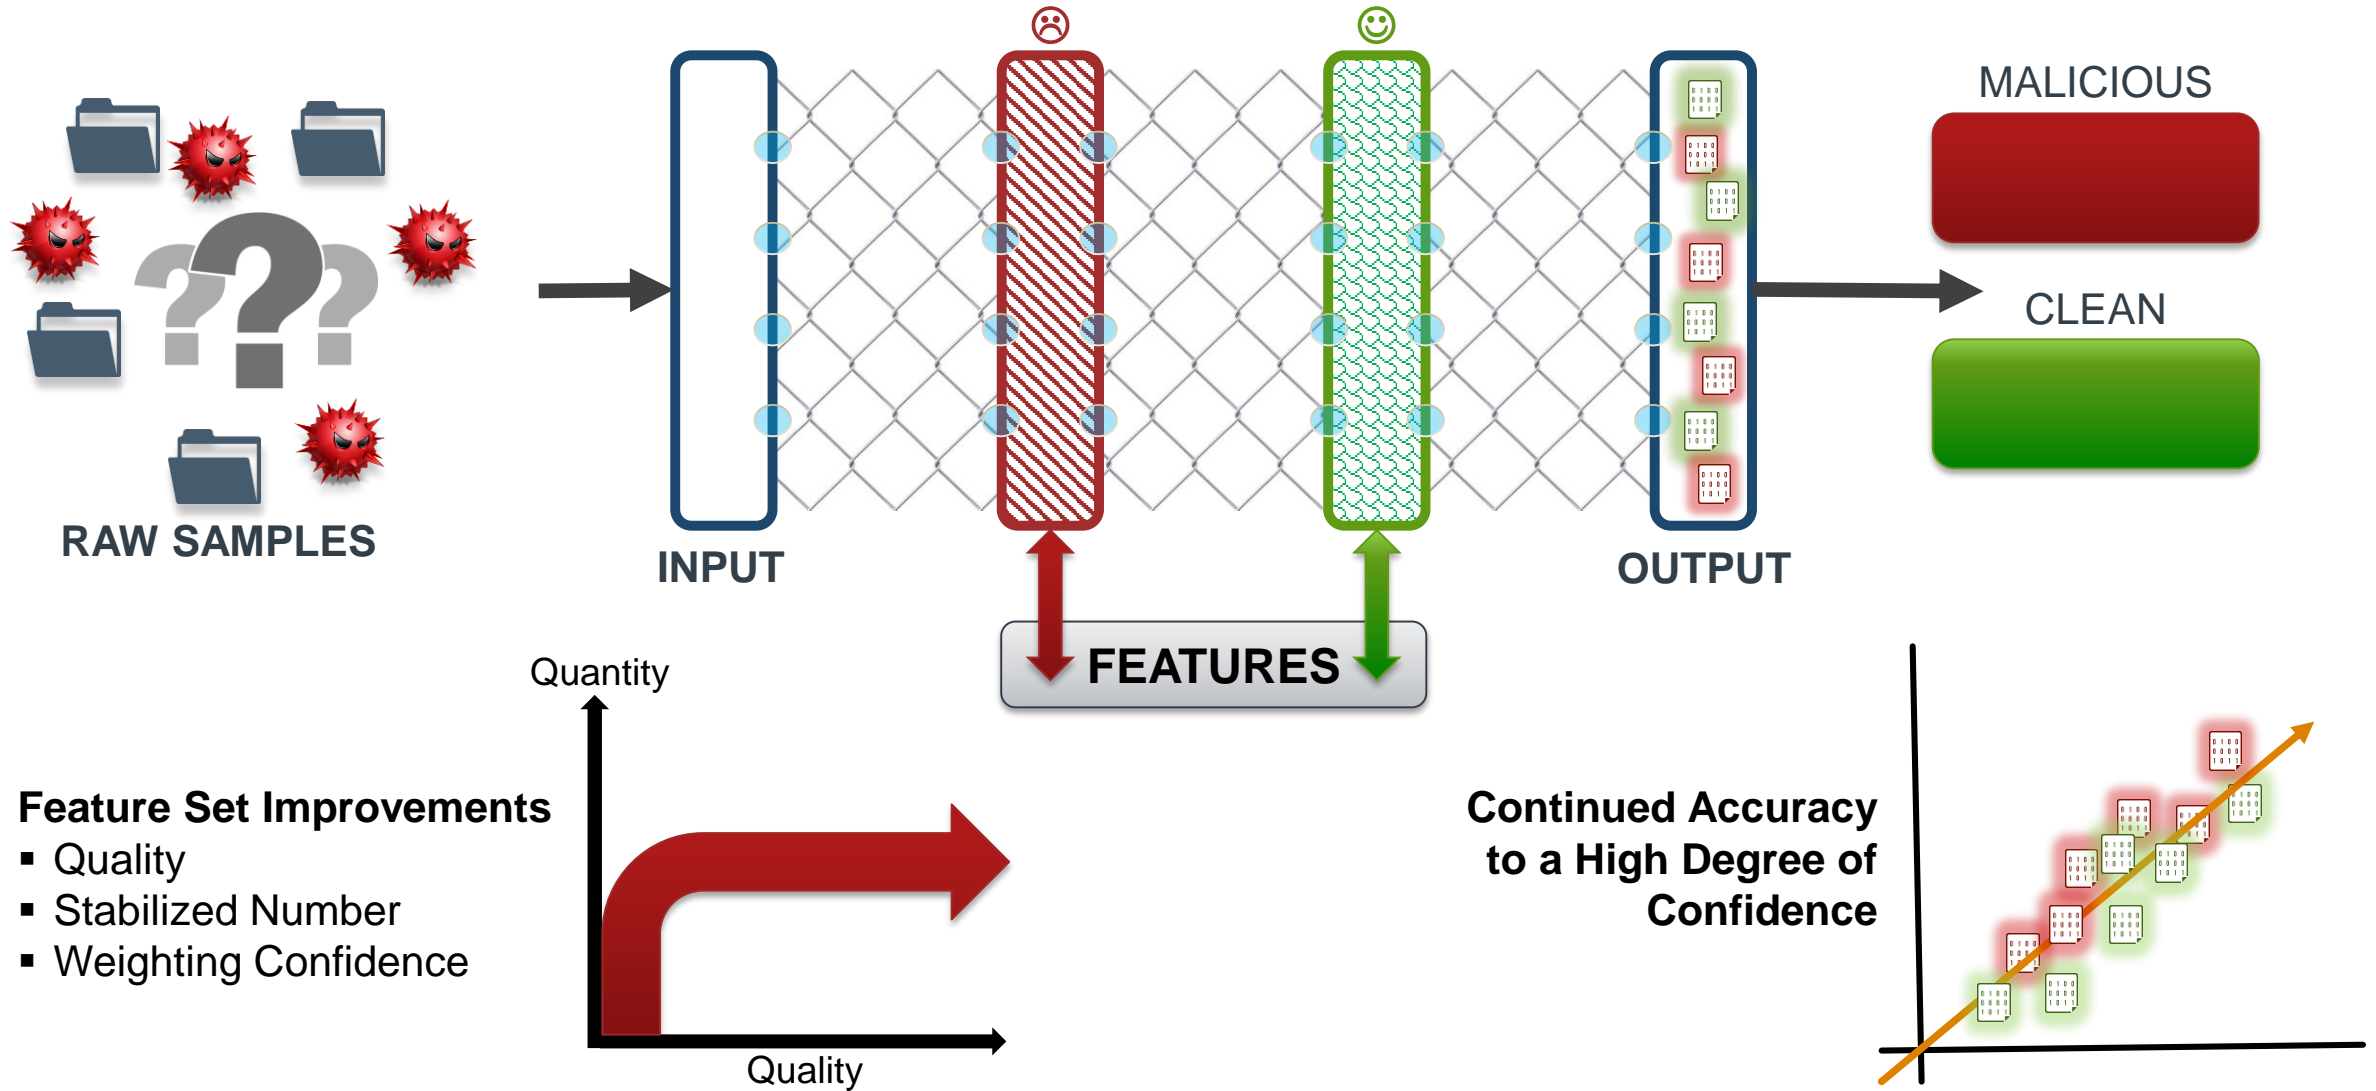 MALICIOUS
CLEAN
RAW SAMPLES
INPUT
OUTPUT
FEATURES
Quantity
Quality
Feature Set Improvements
▪ Quality
▪ Stabilized Number
▪ Weighting Confidence
Continued Accuracy
to a High Degree of
Confidence